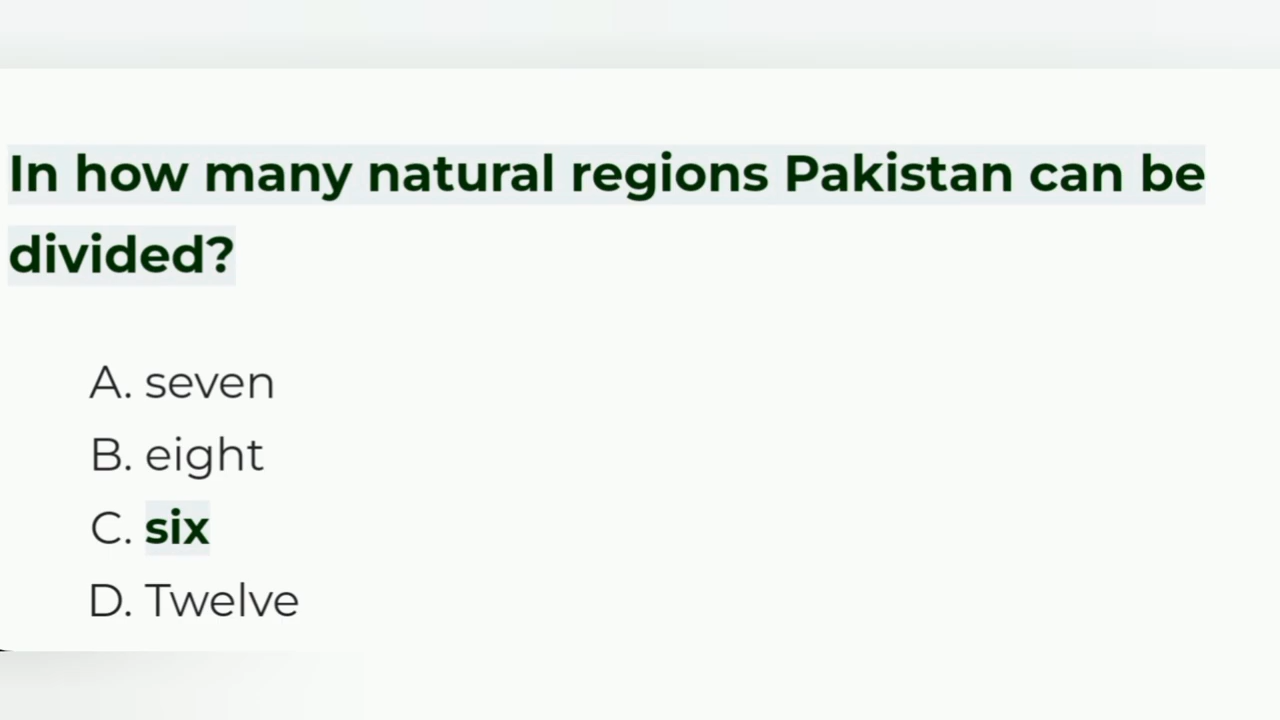 In how many natural regions Pakistan can be
divided?
A. seven
B. eight
C. six
D. Twelve